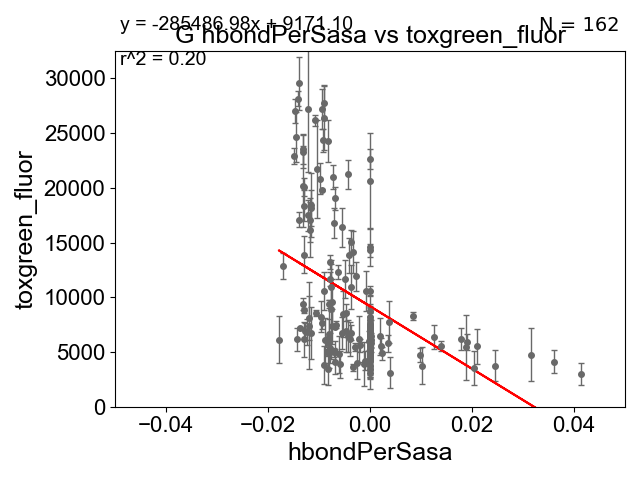 y = -285486.98x + 9171.10
N = 162
G hbondPerSasa vs toxgreen_fluor
r^2 = 0.20
30000
25000
20000
15000
10000
5000
0
toxgreen_fluor
−0.04
−0.02
0.00
0.02
0.04
hbondPerSasa